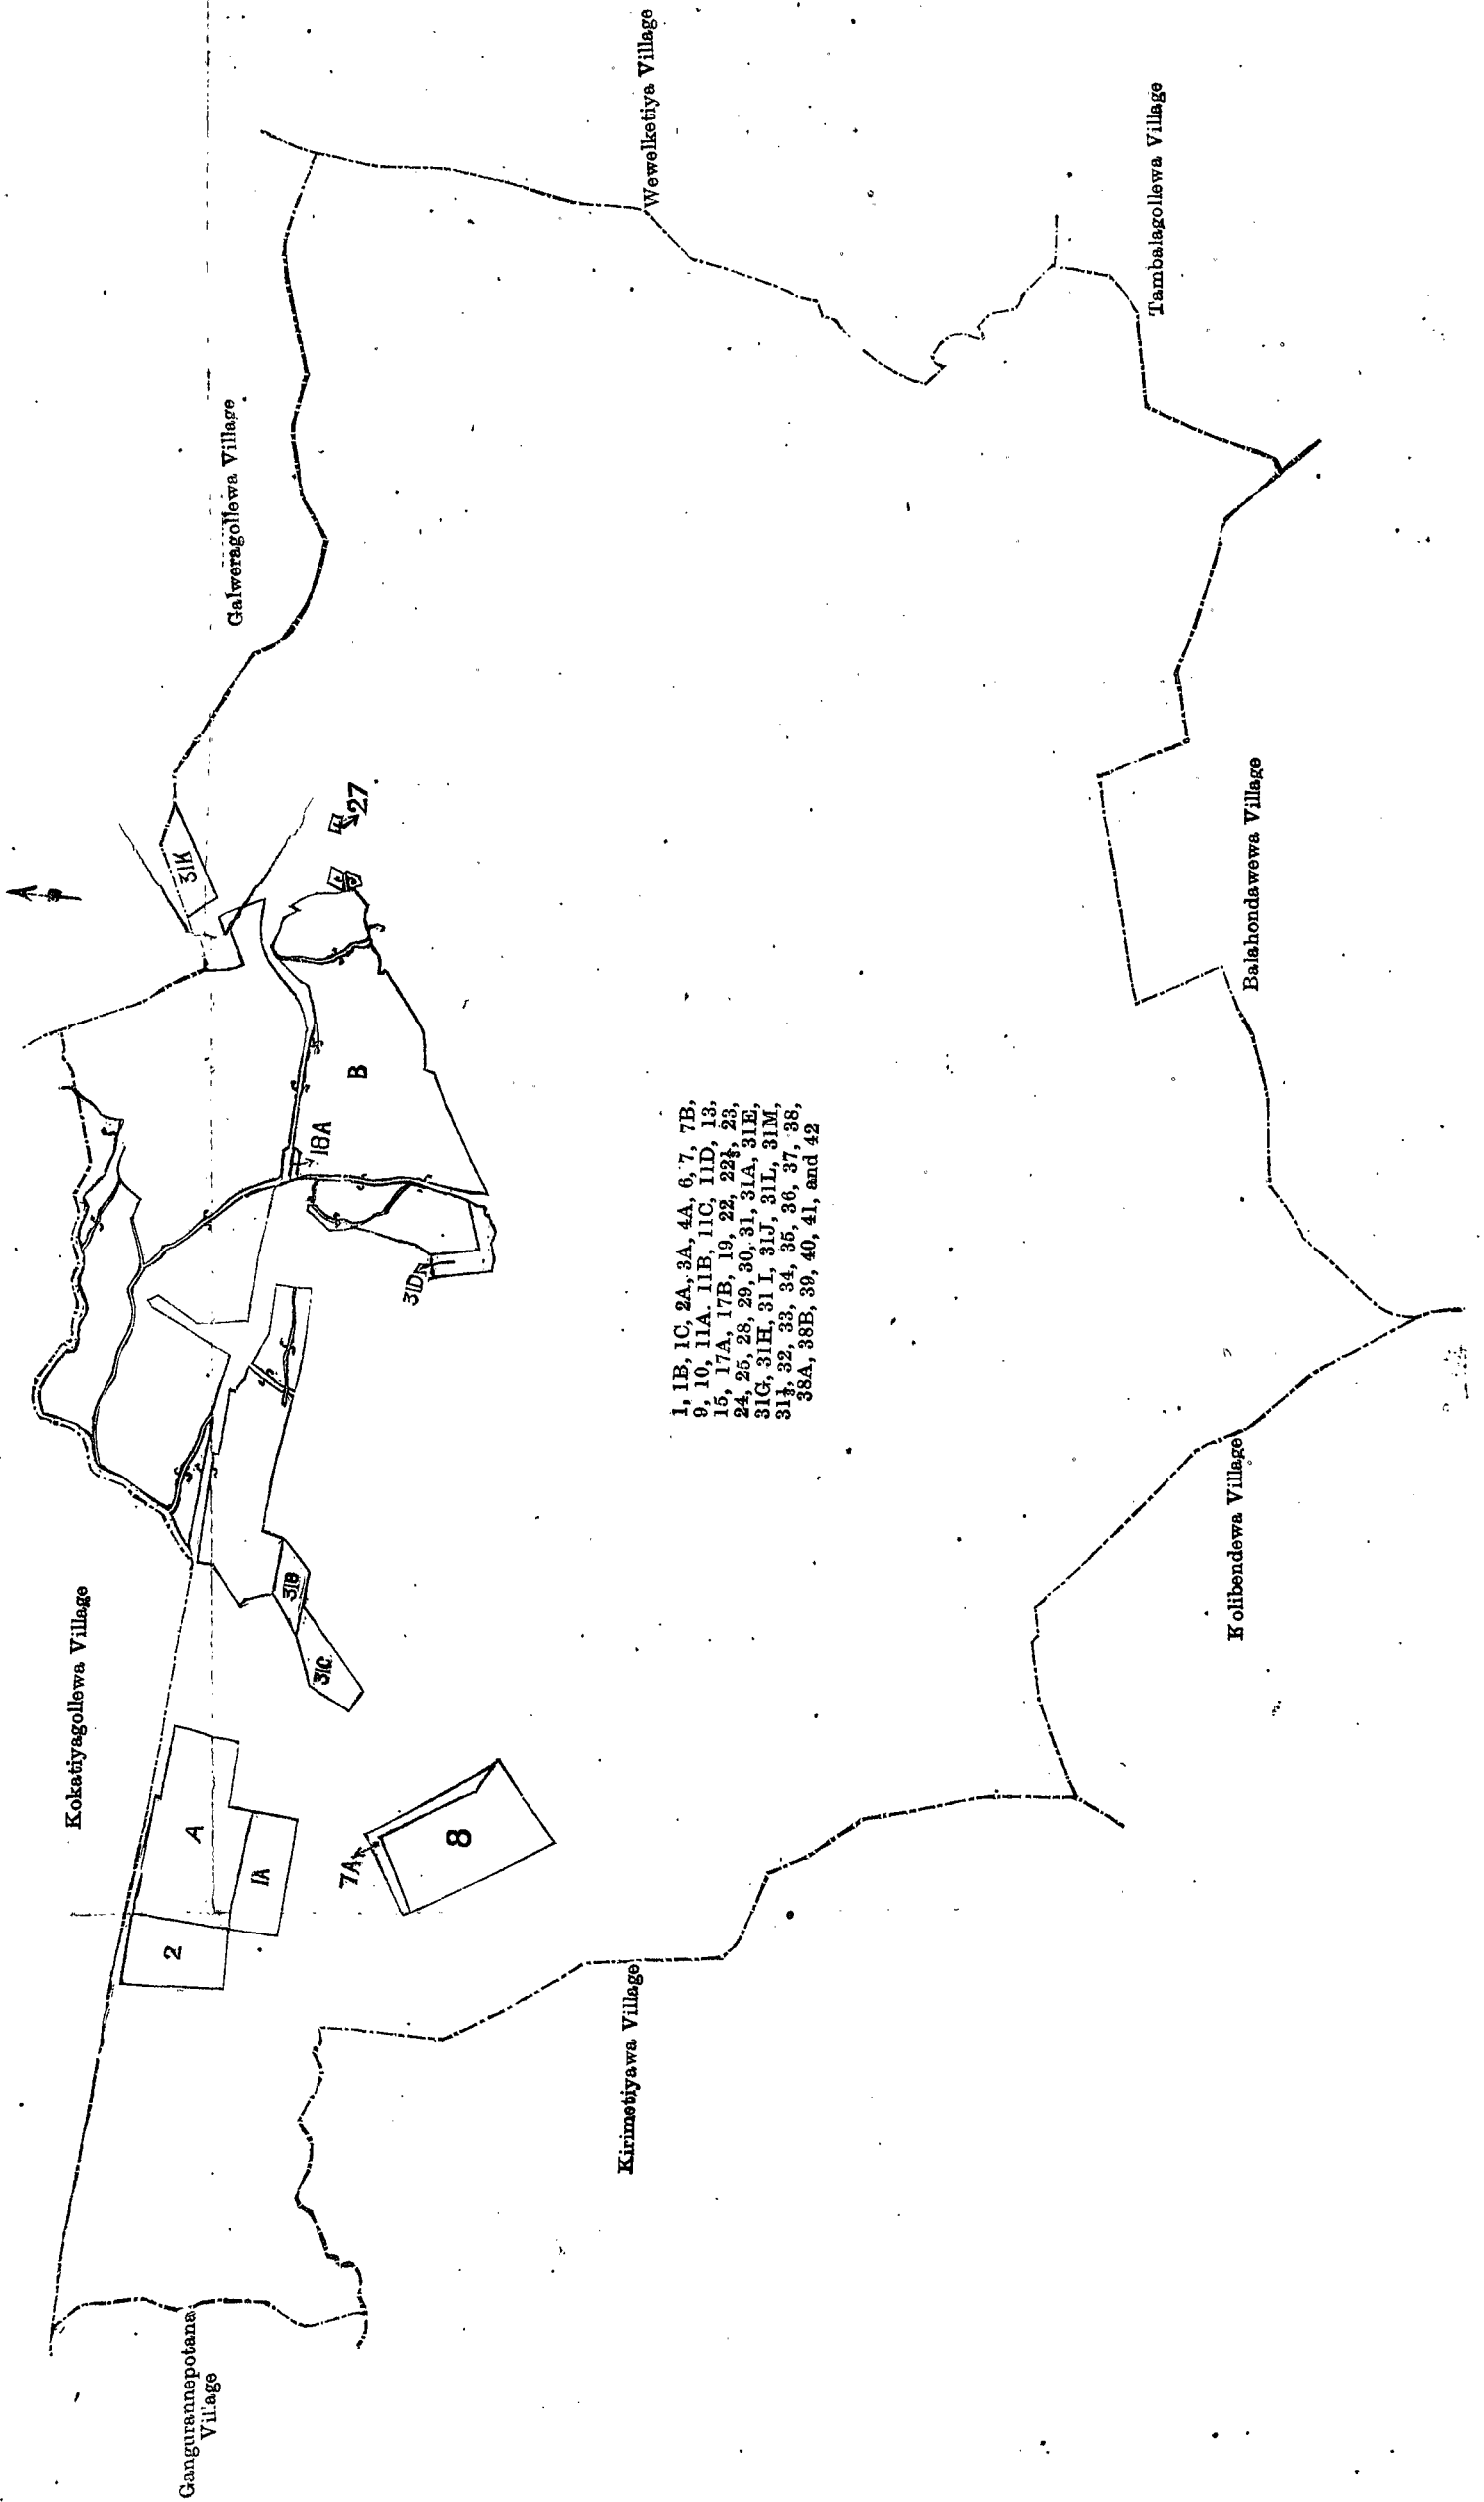 Kokatiyagollewa Village
Galweragollewa Village
Gangurannepotana
Village
2
A
1A
7A
8
31C
31B
31D
18A
B
31K
27
Wewelketiya Village
Kirimetiyawa Village
1, 1B, 1C, 2A, 3A, 4A, 6, 7, 7B,
9, 10, 11A. 11B, 11C, 11D, 13,
15, 17A, 17B, 19, 22, 22½, 23,
24, 25, 28, 29, 30, 31, 31A, 31E,
31G, 31H, 31 I, 31J, 31L, 31M,
31½, 32, 33, 34, 35, 36, 37, 38,
38A, 38B, 39, 40, 41, and 42
Tambalagollewa Village
Balahondawewa Village
Kolibendewa Village